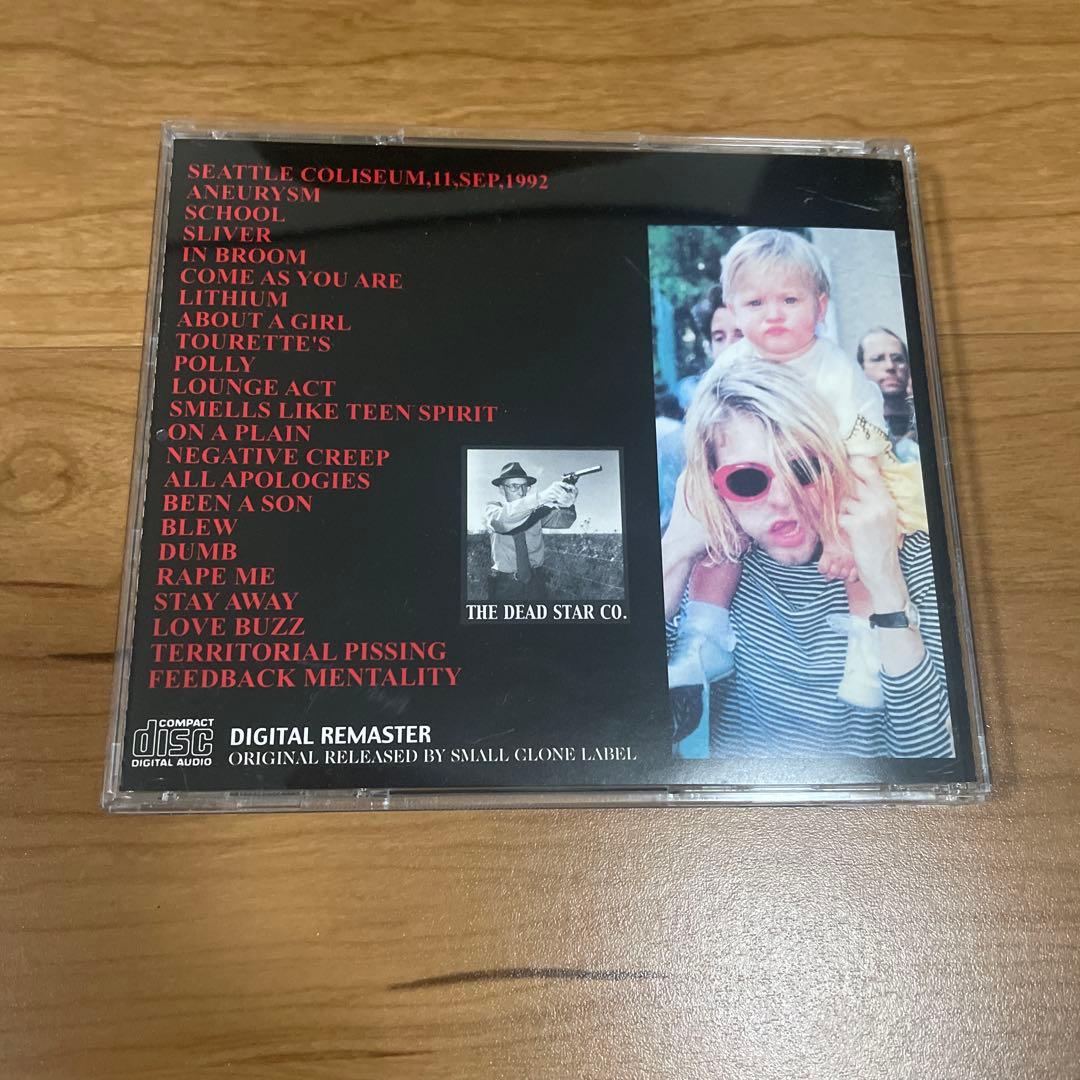 SEATTLE COLISEUM,11,SEP,1992
ANEURYSM
SCHOOL
SLIVER
IN BROOM
COME AS YOU ARE
LITHIUM
ABOUT A GIRL
TOURETTE'S
POLLY
LOUNGE ACT
SMELLS LIKE TEEN SPIRIT
ON A PLAIN
NEGATIVE CREEP
ALL APOLOGIES
BEEN A SON
BLEW
DUMB
RAPE ME
STAY AWAY
LOVE BUZZ
TERRITORIAL PISSING
FEEDBACK MENTALITY
THE DEAD STAR CO.
COMPACT
disc
DIGITAL AUDIO
DIGITAL REMASTER
ORIGINAL RELEASED BY SMALL CLONE LABEL